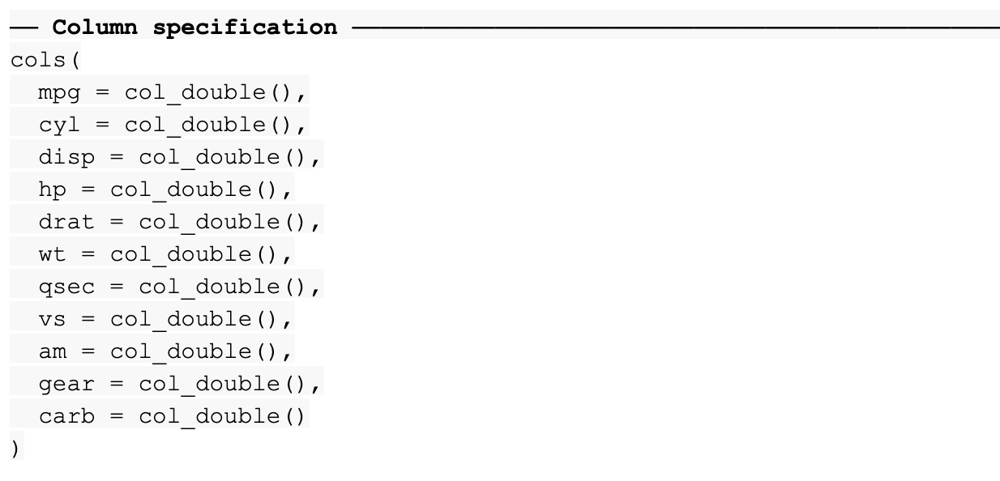 ── Column specification ──────────────────────────────────────────────
cols(
  mpg = col_double(),
  cyl = col_double(),
  disp = col_double(),
  hp = col_double(),
  drat = col_double(),
  wt = col_double(),
  qsec = col_double(),
  vs = col_double(),
  am = col_double(),
  gear = col_double(),
  carb = col_double()
)